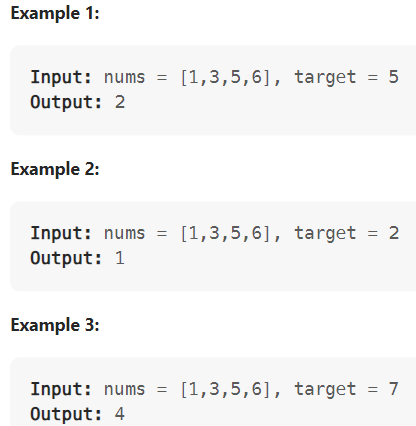 Example 1:
Input: nums = [1,3,5,6], target = 5
Output: 2
Example 2:
Input: nums = [1,3,5,6], target = 2
Output: 1
Example 3:
Input: nums = [1,3,5,6], target = 7
Output: 4